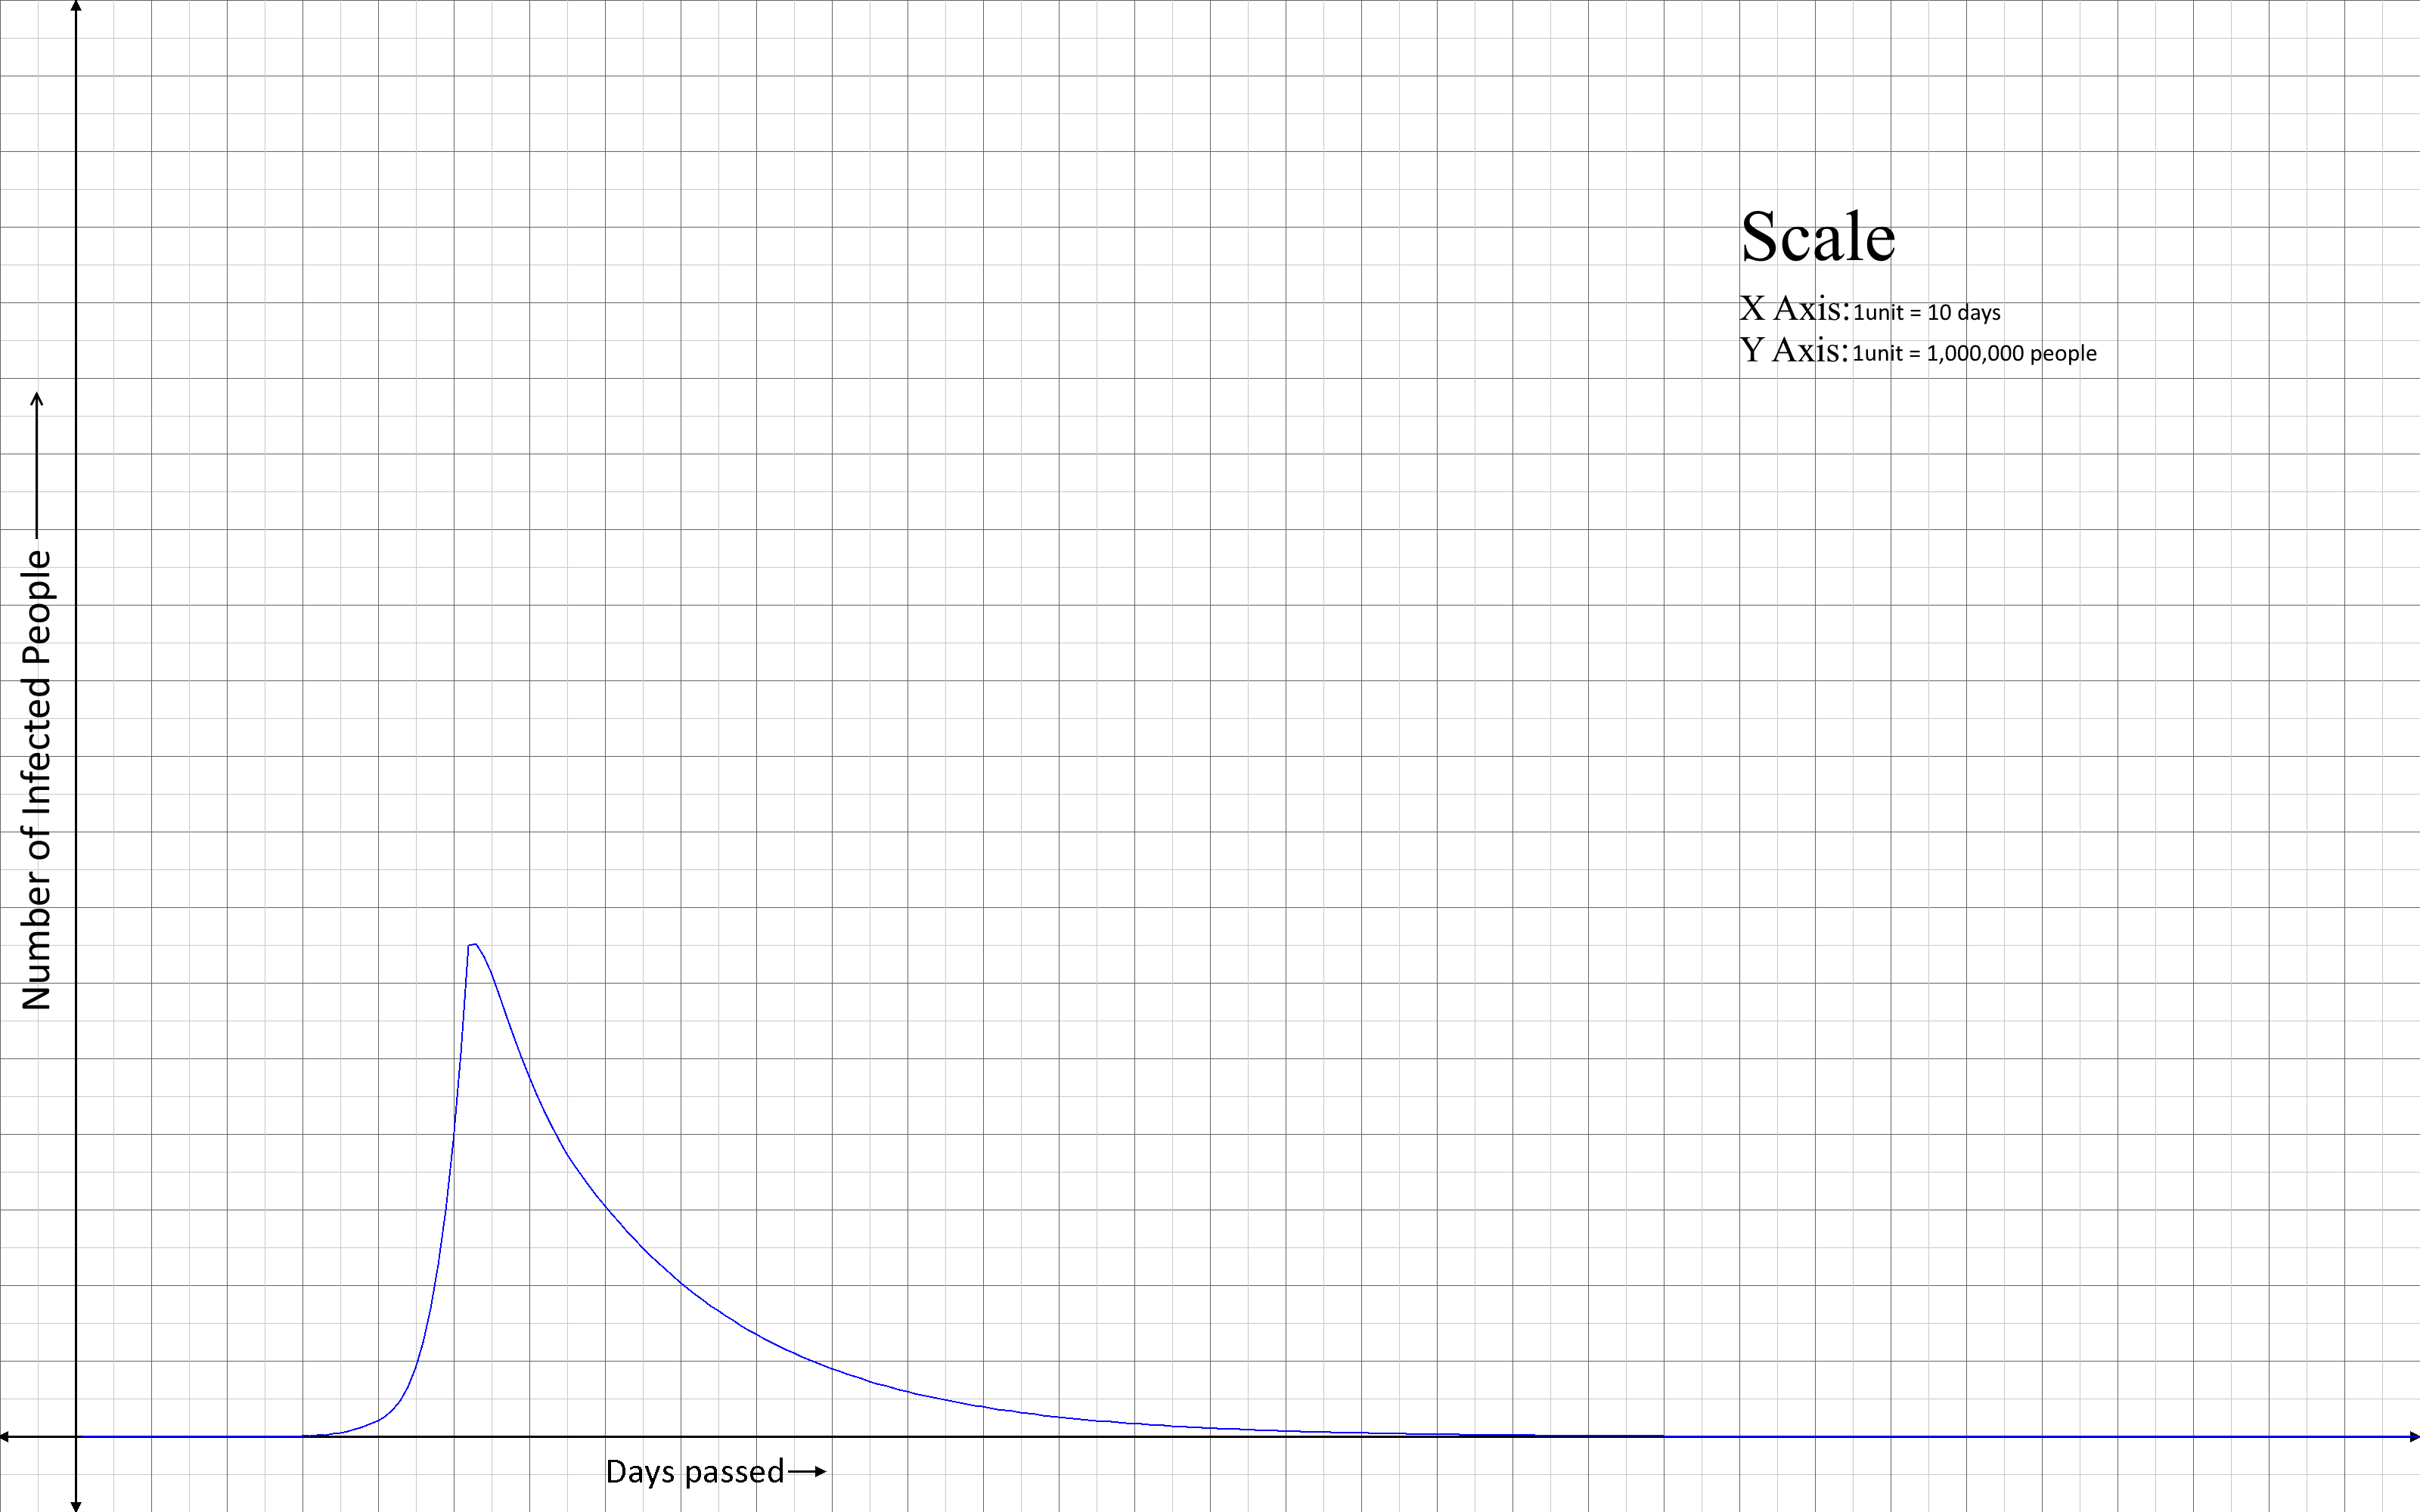 Scale
X Axis: 1unit = 10 days
Y Axis: 1unit = 1,000,000 people
Number of Infected People
Days passed